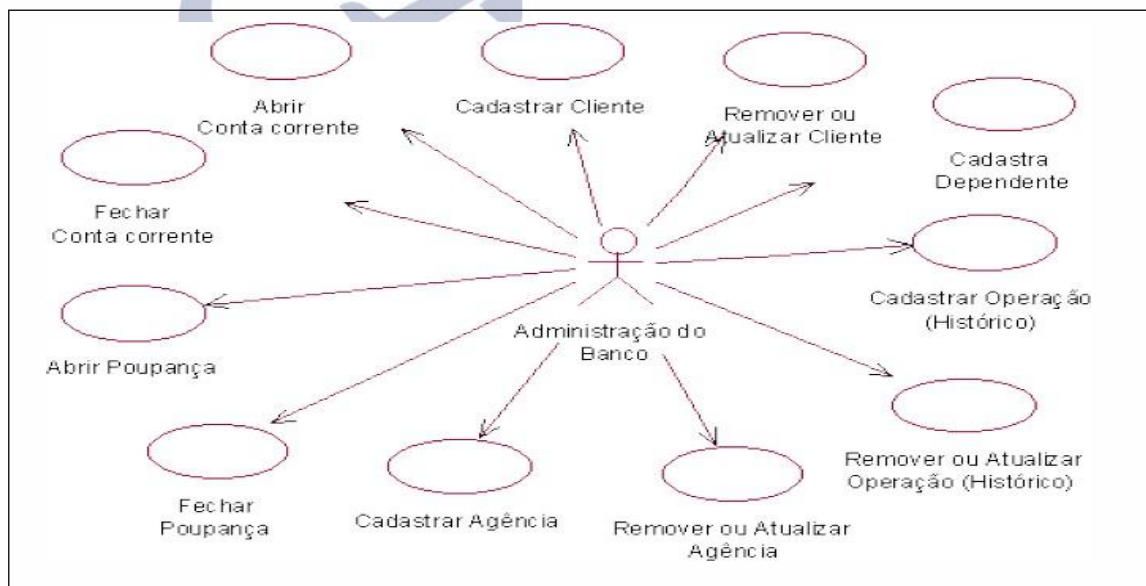 Abrir
Conta corrente
Cadastrar Cliente
Remover ou
Atualizar Cliente
Cadastra
Dependente
Fechar
Conta corrente
Cadastrar Operação
(Histórico)
Administração do
Banco
Abrir Poupança
Remover ou Atualizar
Operação (Histórico)
Fechar
Poupança
Cadastrar Agência
Remover ou Atualizar
Agência